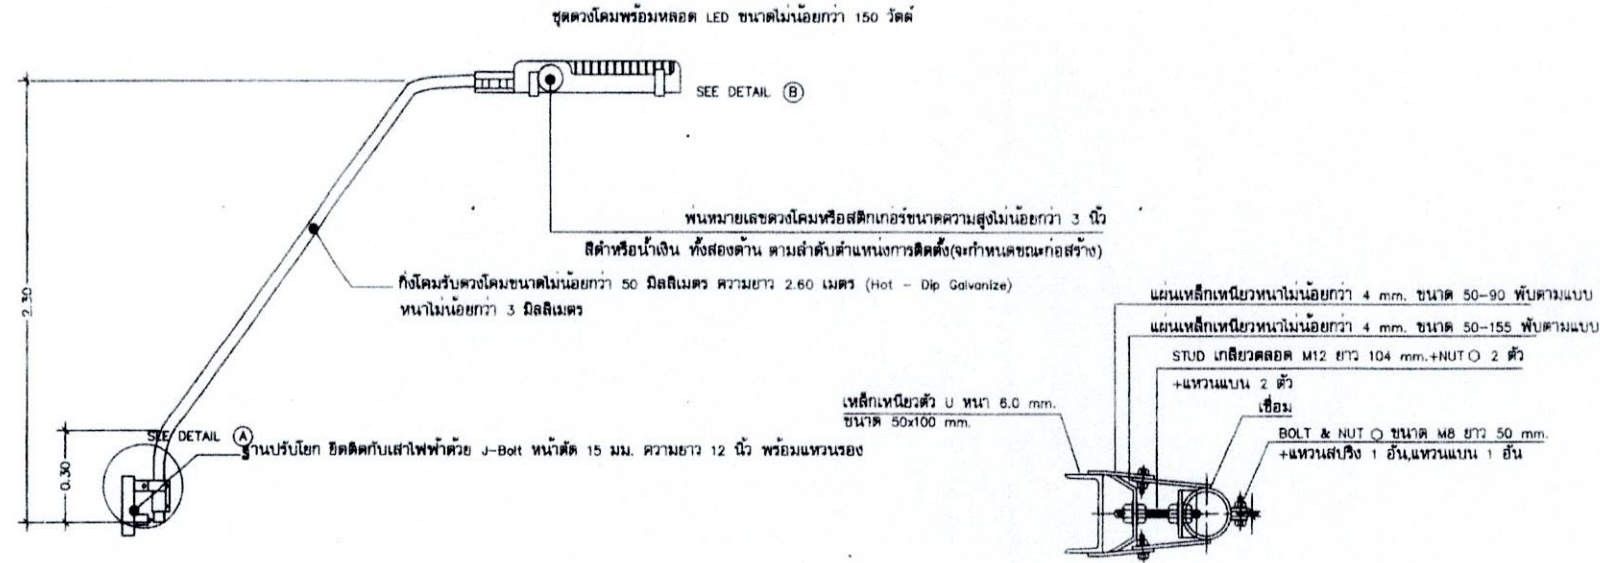 ชุดดวงโคมพร้อมหลอด LED ขนาดไม่น้อยกว่า 150 วัตต์
SEE DETAIL B
พ่นหมายเลขดวงโคมหรือสติกเกอร์ขนาดความสูงไม่น้อยกว่า 3 นิ้ว
สีดำหรือน้ำเงิน ทั้งสองด้าน ตามลำดับตำแหน่งการติดตั้ง(จะกำหนดขณะก่อสร้าง)
กิ่งโคมรับดวงโคมขนาดไม่น้อยกว่า 50 มิลลิเมตร ความยาว 2.60 เมตร (Hot - Dip Galvanize)
หนาไม่น้อยกว่า 3 มิลลิเมตร
2.30
แผ่นเหล็กเหนียวหนาไม่น้อยกว่า 4 mm. ขนาด 50-90 พับตามแบบ
แผ่นเหล็กเหนียวหนาไม่น้อยกว่า 4 mm. ขนาด 50-155 พับตามแบบ
STUD เกลียวตลอด M12 ยาว 104 mm.+NUT 2 ตัว
+แหวนแบน 2 ตัว
เหล็กเหนียวตัว U หนา 6.0 mm.
ขนาด 50x100 mm.
เชื่อม
BOLT & NUT ขนาด M8 ยาว 50 mm.
+แหวนสปริง 1 อัน,แหวนแบน 1 อัน
SEE DETAIL A
ฐานปรับโยก ยึดติดกับเสาไฟฟ้าด้วย J-Bolt หน้าตัด 15 มม. ความยาว 12 นิ้ว พร้อมแหวนรอง
0.30